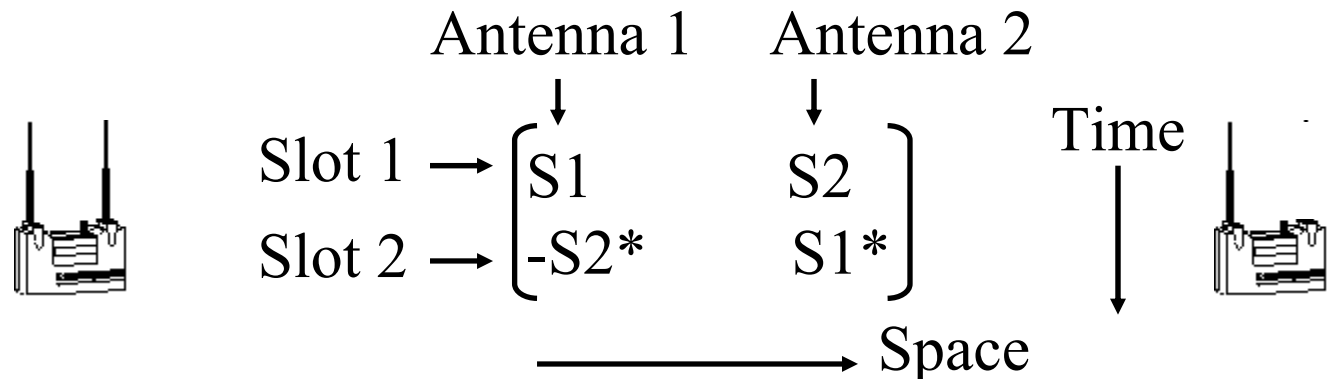 Antenna 1 Antenna 2
Time
Slot 1 S1 S2
Slot 2 -S2* S1*
Space